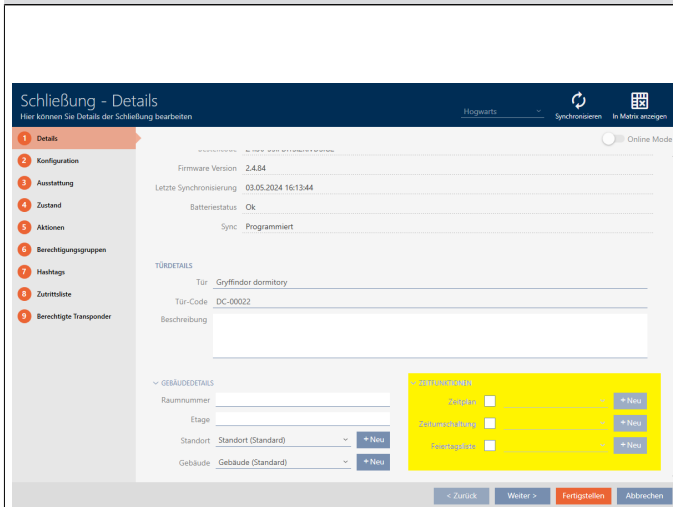 Schließung - Details
Hier können Sie Details der Schließung bearbeiten
Hogwarts
Synchronisieren
In Matrix anzeigen
1 Details
2 Konfiguration
3 Ausstattung
4 Zustand
5 Aktionen
6 Berechtigungsgruppen
7 Hashtags
8 Zutrittsliste
9 Berechtigte Transponder
Online Mode
Firmware Version 2.4.84
Letzte Synchronisierung 03.05.2024 16:13:44
Batteriestatus Ok
Sync Programmiert
TÜRDETAILS
Tür Gryffindor dormitory
Tür-Code DC-00022
Beschreibung
GEBÄUDEDETAILS
Raumnummer
Etage
Standort Standort (Standard) + Neu
Gebäude Gebäude (Standard) + Neu
ZEITFUNKTIONEN
Zeitplan + Neu
Zeitumschaltung + Neu
Feiertagsliste + Neu
< Zurück
Weiter >
Fertigstellen
Abbrechen